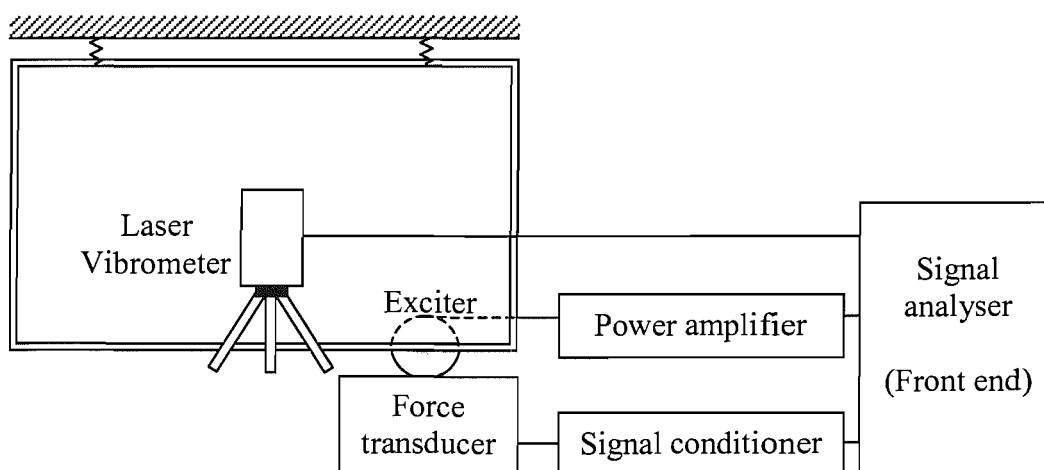 Laser
Vibrometer
Exciter
Power amplifier
Signal
analyser
(Front end)
Force
transducer
Signal conditioner